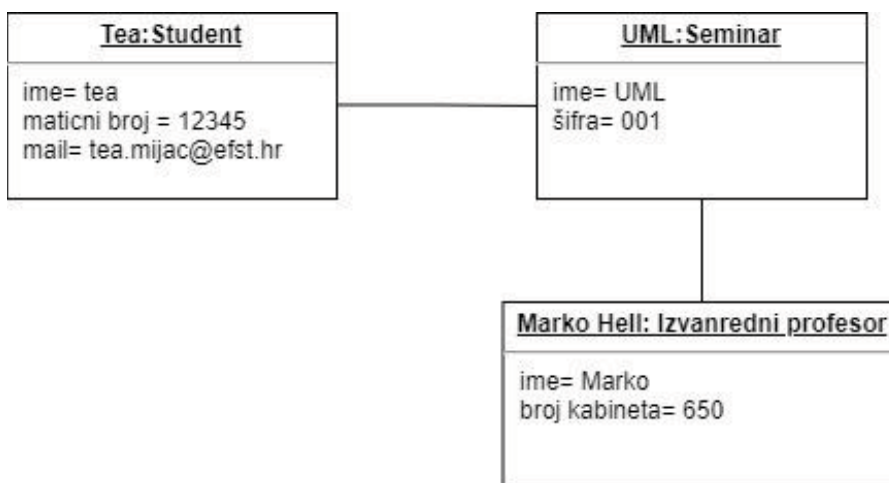 Tea:Student
ime= tea
maticni broj = 12345
mail= tea.mijac@efst.hr
UML:Seminar
ime= UML
šifra= 001
Marko Hell: Izvanredni profesor
ime= Marko
broj kabineta= 650